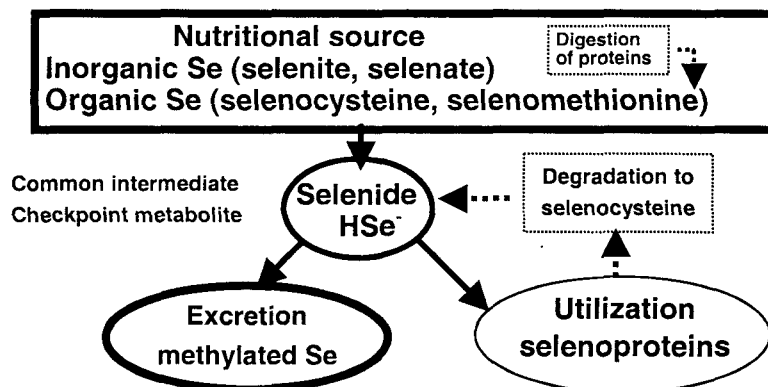 Nutritional source
Digestion
of proteins
Inorganic Se (selenite, selenate)
Organic Se (selenocysteine, selenomethionine)
Common intermediate
Checkpoint metabolite
Selenide
HSe⁻
Degradation to
selenocysteine
Excretion
methylated Se
Utilization
selenoproteins